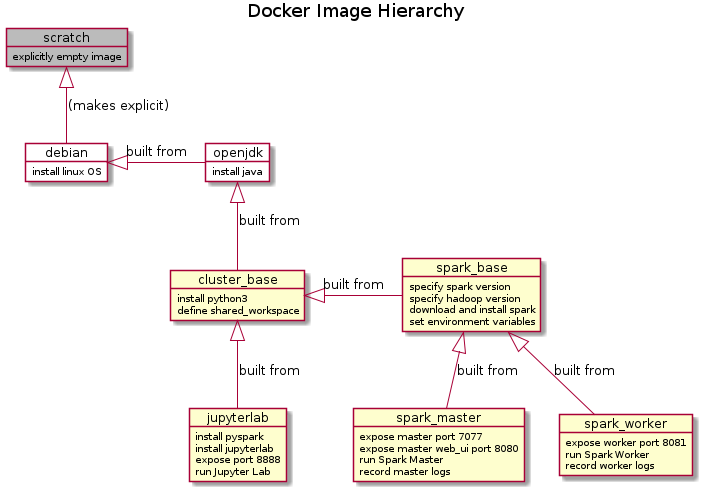 Docker Image Hierarchy
scratch
explicitly empty image
(makes explicit)
debian
install linux OS
built from
openjdk
install java
built from
cluster_base
install python3
define shared_workspace
built from
spark_base
specify spark version
specify hadoop version
download and install spark
set environment variables
built from
built from
built from
jupyterlab
install pyspark
install jupyterlab
expose port 8888
run Jupyter Lab
spark_master
expose master port 7077
expose master web_ui port 8080
run Spark Master
record master logs
spark_worker
expose worker port 8081
run Spark Worker
record worker logs